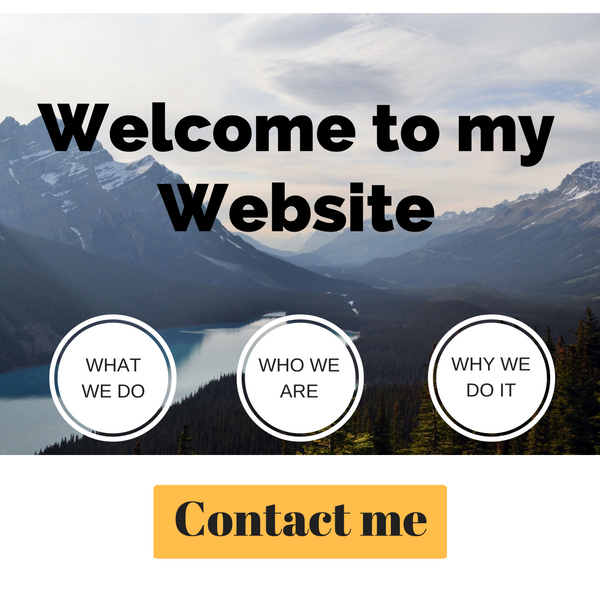 Welcome to my
Website
WHAT
WE DO
WHO WE
ARE
WHY WE
DO IT
Contact me